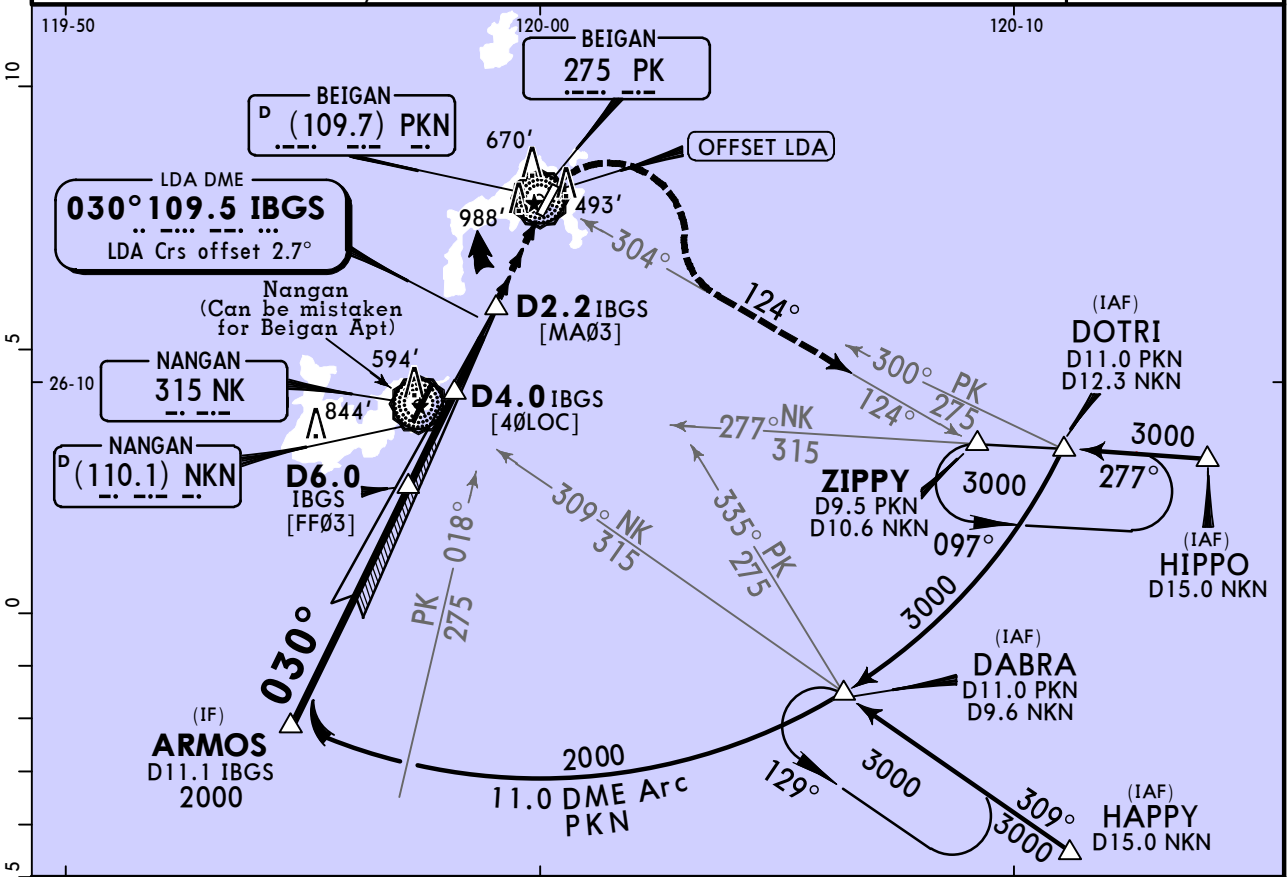 119-50
120-00
120-10
10
5
26-10
0
5
BEIGAN
275 PK
BEIGAN
D (109.7) PKN
OFFSET LDA
670'
988'
493'
LDA DME
030° 109.5 IBGS
LDA Crs offset 2.7°
304°
124°
Nangan
(Can be mistaken
for Beigan Apt)
D2.2 IBGS
[MAØ3]
NANGAN
315 NK
594'
844'
D4.0 IBGS
[4ØLOC]
NANGAN
D (110.1) NKN
D6.0
IBGS
[FFØ3]
(IAF)
DOTRI
D11.0 PKN
D12.3 NKN
300° PK
275
124°
277° NK
315
3000
277°
ZIPPY
D9.5 PKN
D10.6 NKN
3000
097°
(IAF)
HIPPO
D15.0 NKN
309° NK
315
335° PK
275
018°
PK
275
3000
030°
(IAF)
DABRA
D11.0 PKN
D9.6 NKN
(IF)
ARMOS
D11.1 IBGS
2000
2000
11.0 DME Arc
PKN
129°
3000
309°
3000
(IAF)
HAPPY
D15.0 NKN